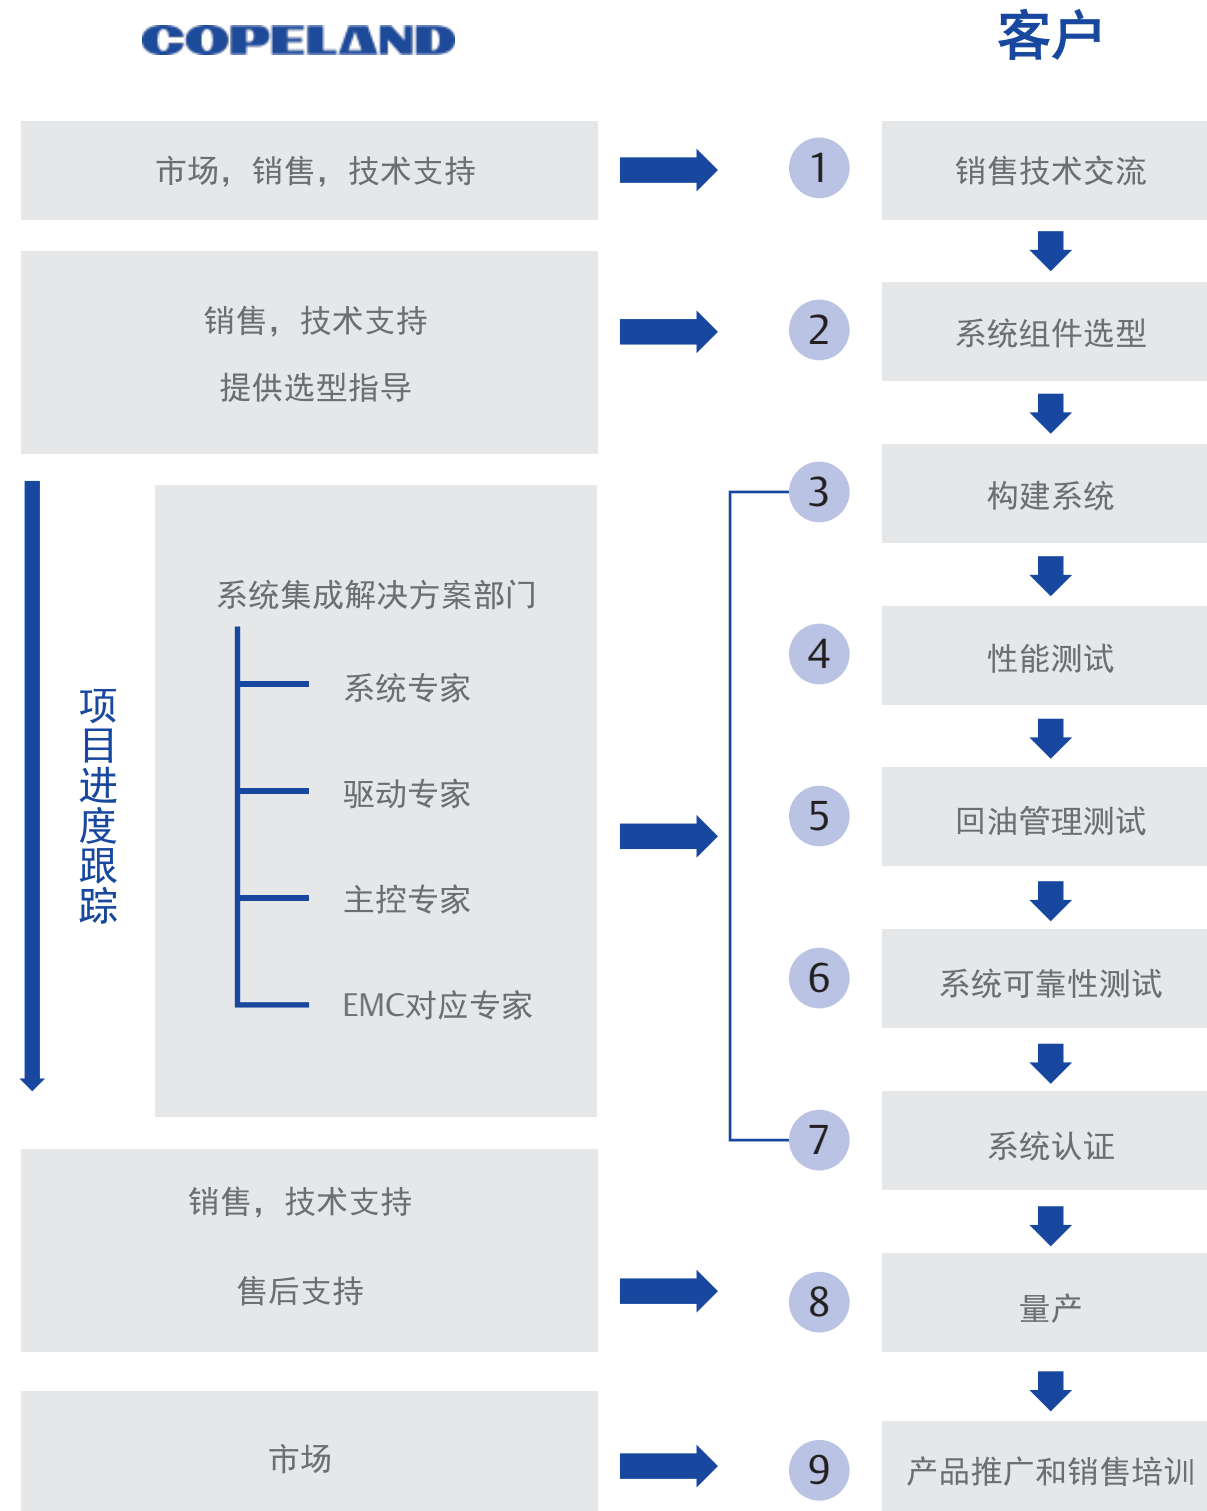 COPELAND
客户
市场，销售，技术支持
1
销售技术交流
销售，技术支持
提供选型指导
2
系统组件选型
项目进度跟踪
系统集成解决方案部门
系统专家
驱动专家
主控专家
EMC对应专家
3
构建系统
4
性能测试
5
回油管理测试
6
系统可靠性测试
7
系统认证
销售，技术支持
售后支持
8
量产
市场
9
产品推广和销售培训